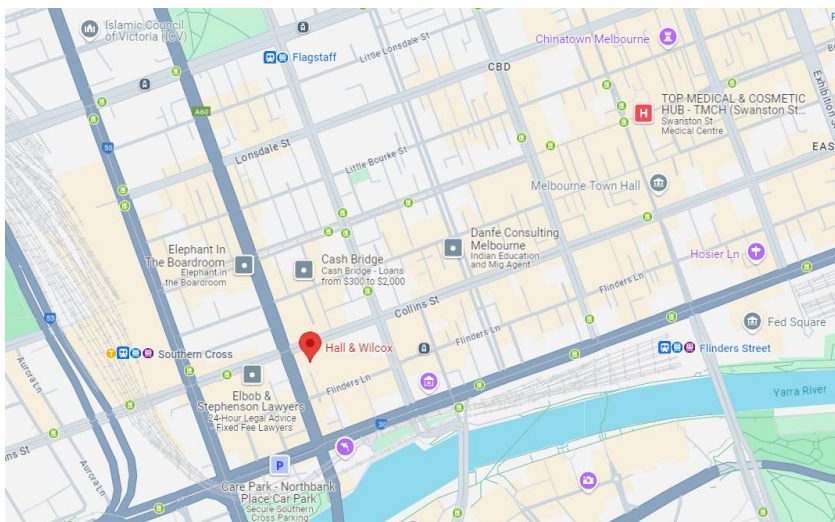 Islamic Council
of Victoria (ICV)
Flagstaff
Little Lonsdale St
Chinatown Melbourne
CBD
Exhibition S
A60
TOP MEDICAL & COSMETIC
HUB - TMCH (Swanston St...
Swanston St
Medical Centre
H
50
Lonsdale St
Little Bourke St
EAS
Melbourne Town Hall
Elephant In
The Boardroom
Elephant in
the Boardroom
Cash Bridge
Cash Bridge - Loans
from $300 to $2,000
Danfe Consulting
Melbourne
Indian Education
and Mig Agent
Hosier Ln
Flinders Ln
Collins St
55
Fed Square
Southern Cross
Hall & Wilcox
Flinders Ln
Flinders Street
Aurora Ln
Elbob &
Stephenson Lawyers
24-Hour Legal Advice
Fixed Fee Lawyers
Flinders Ln
Yarra River
30
ns St
P
Aurora Ln
Care Park - Northbank
Place Car Park
Secure Southern
Cross Parking